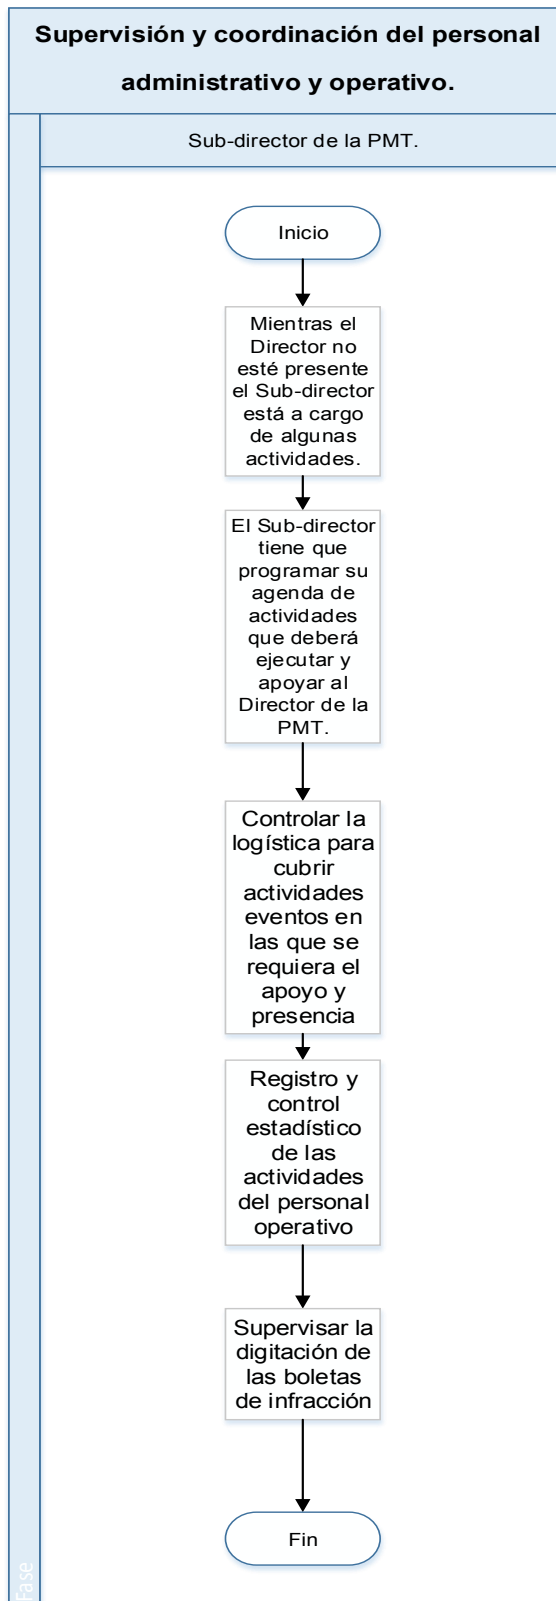 Supervisión y coordinación del personal
administrativo y operativo.
Sub-director de la PMT.
Inicio
Mientras el
Director no
esté presente
el Sub-director
está a cargo
de algunas
actividades.
El Sub-director
tiene que
programar su
agenda de
actividades
que deberá
ejecutar y
apoyar al
Director de la
PMT.
Controlar la
logística para
cubrir
actividades
eventos en
las que se
requiera el
apoyo y
presencia
Registro y
control
estadístico
de las
actividades
del personal
operativo
Supervisar la
digitación de
las boletas
de infracción
Fin
Fase